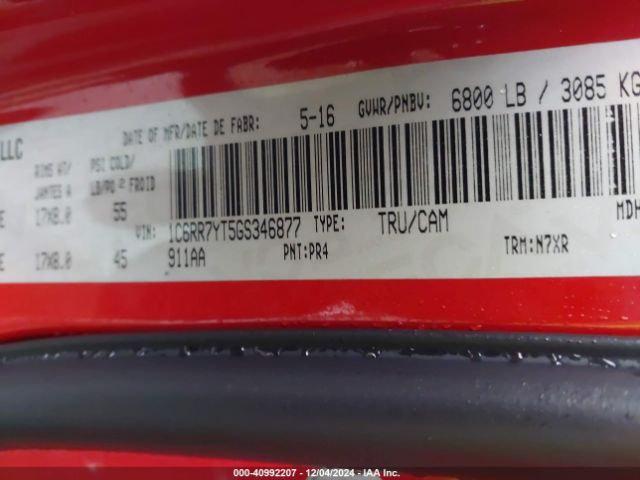 DATE OF MFR/DATE DE FABR: 5-16 GVWR/PNBV: 6800 LB / 3085 KG
LLC
RIMS AT/ PSI COLD/
JANTES A LB/PO² FROID
E 17X8.0 55
VIN: 1C6RR7YT5GS346877 TYPE: TRU/CAM MDH
E 17X8.0 45 911AA PNT:PR4 TRM:N7XR
000-40992207 - 12/04/2024 - IAA Inc.